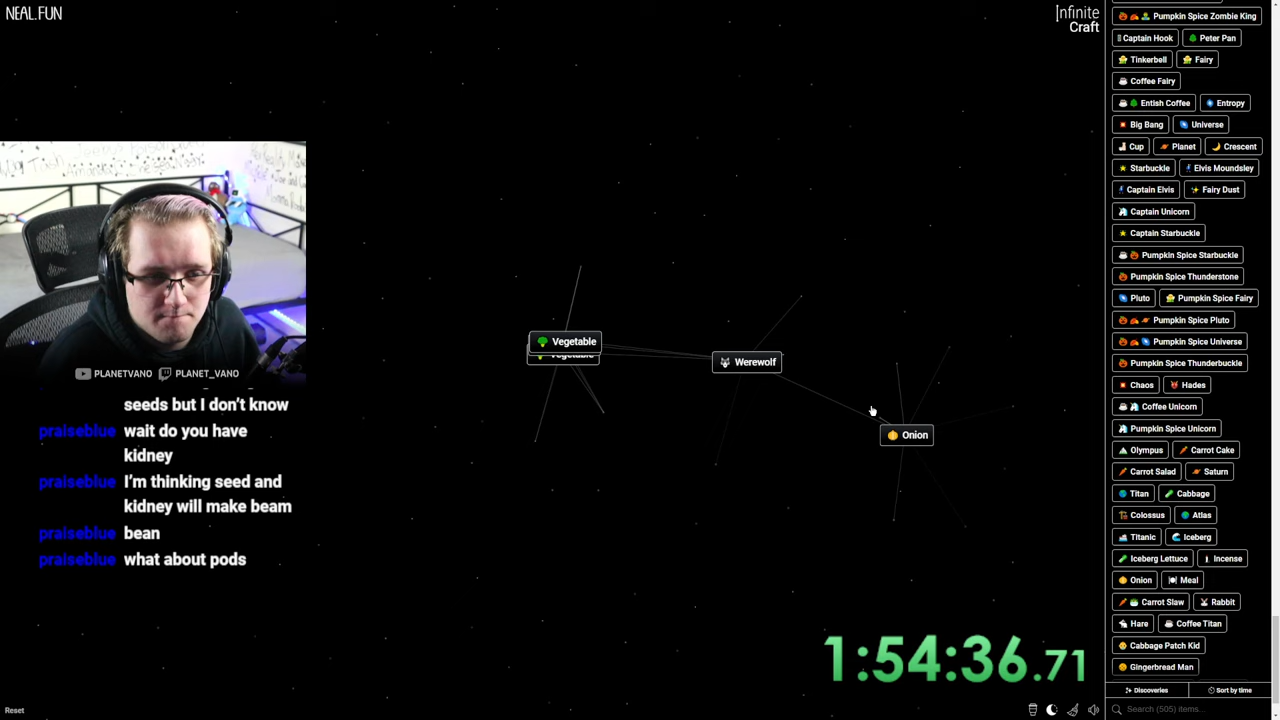 NEAL.FUN
Infinite
Craft
PLANETVANO PLANET_VANO
seeds but I don't know
praiseblue wait do you have
kidney
praiseblue I'm thinking seed and
kidney will make beam
praiseblue bean
praiseblue what about pods
Vegetable
Werewolf
Onion
1:54:36.71
Reset
Pumpkin Spice Zombie King
Captain Hook Peter Pan
Tinkerbell Fairy
Coffee Fairy
Entish Coffee Entropy
Big Bang Universe
Cup Planet Crescent
Starbuckle Elvis Moundsley
Captain Elvis Fairy Dust
Captain Unicorn
Captain Starbuckle
Pumpkin Spice Starbuckle
Pumpkin Spice Thunderstone
Pluto Pumpkin Spice Fairy
Pumpkin Spice Pluto
Pumpkin Spice Universe
Pumpkin Spice Thunderbuckle
Chaos Hades
Coffee Unicorn
Pumpkin Spice Unicorn
Olympus Carrot Cake
Carrot Salad Saturn
Titan Cabbage
Colossus Atlas
Titanic Iceberg
Iceberg Lettuce Incense
Onion Meal
Carrot Slaw Rabbit
Hare Coffee Titan
Cabbage Patch Kid
Gingerbread Man
Discoveries Sort by time
Search (505) items...